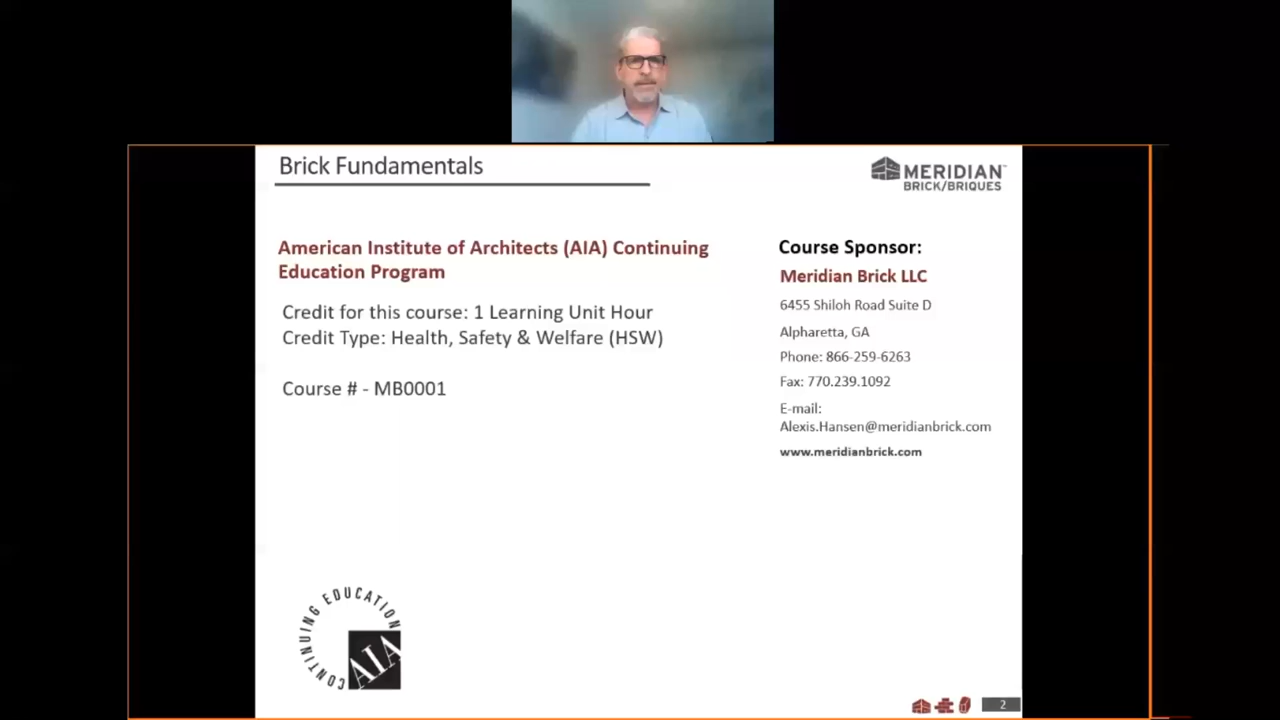 Brick Fundamentals
MERIDIAN™
BRICK/BRIQUES
American Institute of Architects (AIA) Continuing
Education Program
Credit for this course: 1 Learning Unit Hour
Credit Type: Health, Safety & Welfare (HSW)
Course # - MB0001
Course Sponsor:
Meridian Brick LLC
6455 Shiloh Road Suite D
Alpharetta, GA
Phone: 866-259-6263
Fax: 770.239.1092
E-mail:
Alexis.Hansen@meridianbrick.com
www.meridianbrick.com
CONTINUING EDUCATION
AIA
2